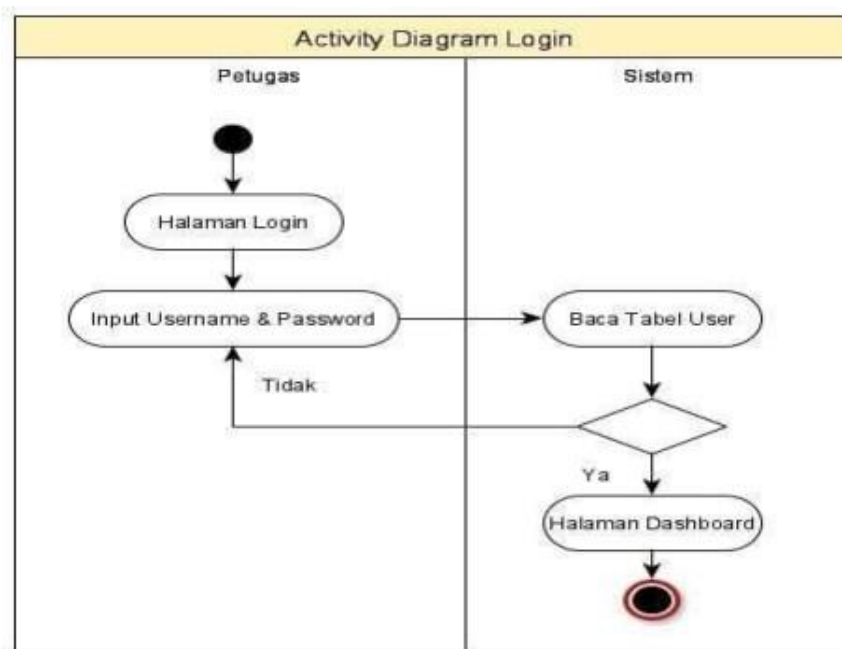 Activity Diagram Login
Petugas
Sistem
Halaman Login
Input Username & Password
Baca Tabel User
Tidak
Ya
Halaman Dashboard